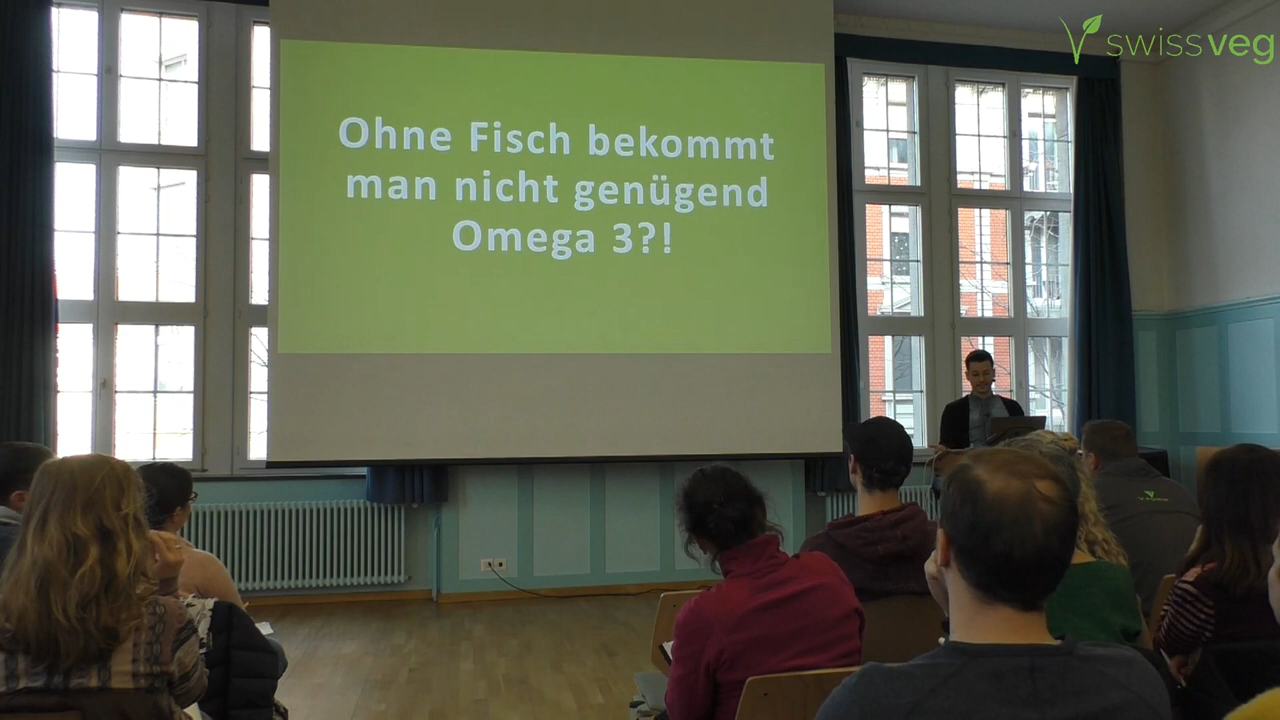 swissveg
Ohne Fisch bekommt
man nicht genügend
Omega 3?!